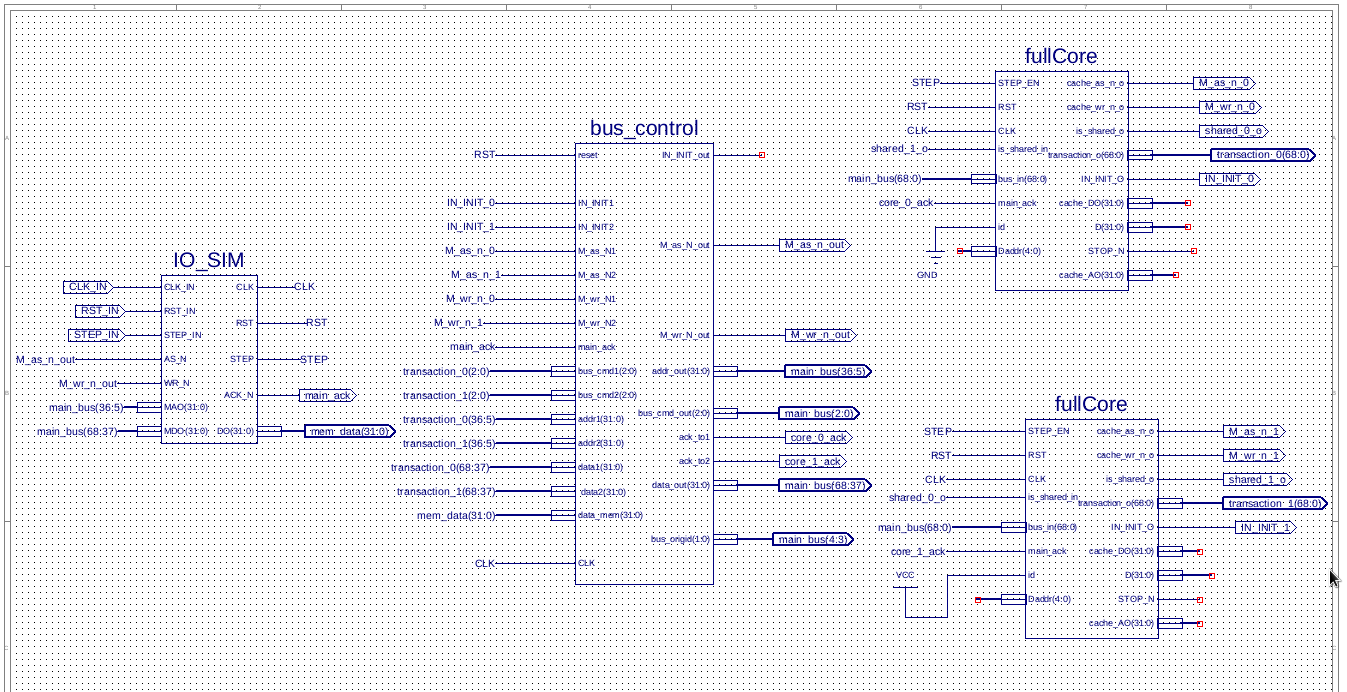 IO_SIM
CLK_IN
RST_IN
STEP_IN
M_as_n_out
M_wr_n_out
main_bus(36:5)
main_bus(68:37)
CLK_IN
RST_IN
STEP_IN
AS_N
WR_N
MAO(31:0)
MDO(31:0)
CLK
RST
STEP
ACK_N
DO(31:0)
CLK
RST
STEP
main_ack
mem_data(31:0)
bus_control
RST
IN_INIT_0
IN_INIT_1
M_as_n_0
M_as_n_1
M_wr_n_0
M_wr_n_1
main_ack
transaction_0(2:0)
transaction_1(2:0)
transaction_0(36:5)
transaction_1(36:5)
transaction_0(68:37)
transaction_1(68:37)
mem_data(31:0)
CLK
reset
IN_INIT1
IN_INIT2
M_as_N1
M_as_N2
M_wr_N1
M_wr_N2
main_ack
bus_cmd1(2:0)
bus_cmd2(2:0)
addr1(31:0)
addr2(31:0)
data1(31:0)
data2(31:0)
data_mem(31:0)
CLK
IN_INIT_out
M_as_N_out
M_wr_N_out
addr_out(31:0)
bus_cmd_out(2:0)
ack_to1
ack_to2
data_out(31:0)
bus_origid(1:0)
M_as_n_out
M_wr_n_out
main_bus(36:5)
main_bus(2:0)
core_0_ack
core_1_ack
main_bus(68:37)
main_bus(4:3)
fullCore
STEP
RST
CLK
shared_1_o
main_bus(68:0)
core_0_ack
GND
STEP_EN
RST
CLK
is_shared_in
bus_in(68:0)
main_ack
id
Daddr(4:0)
cache_as_n_o
cache_wr_n_o
is_shared_o
transaction_o(68:0)
IN_INIT_O
cache_DO(31:0)
D(31:0)
STOP_N
cache_AO(31:0)
M_as_n_0
M_wr_n_0
shared_0_o
transaction_0(68:0)
IN_INIT_0
fullCore
STEP
RST
CLK
shared_0_o
main_bus(68:0)
core_1_ack
VCC
STEP_EN
RST
CLK
is_shared_in
bus_in(68:0)
main_ack
id
Daddr(4:0)
cache_as_n_o
cache_wr_n_o
is_shared_o
transaction_o(68:0)
IN_INIT_O
cache_DO(31:0)
D(31:0)
STOP_N
cache_AO(31:0)
M_as_n_1
M_wr_n_1
shared_1_o
transaction_1(68:0)
IN_INIT_1